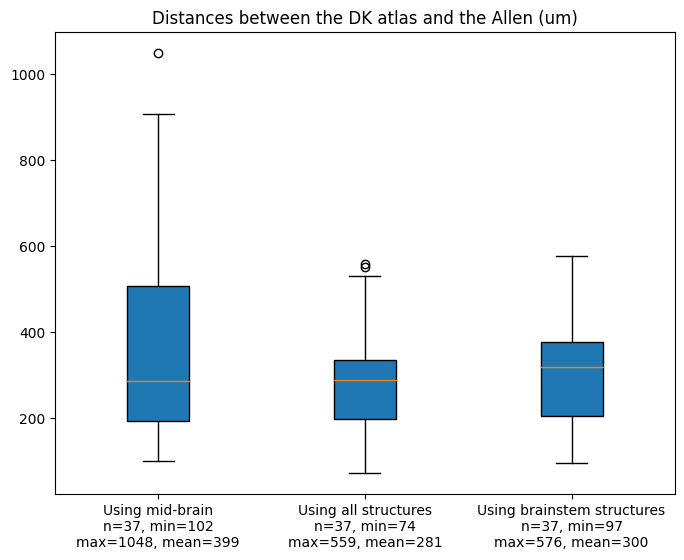 Distances between the DK atlas and the Allen (um)
1000
800
600
400
200
Using mid-brain
n=37, min=102
max=1048, mean=399
Using all structures
n=37, min=74
max=559, mean=281
Using brainstem structures
n=37, min=97
max=576, mean=300